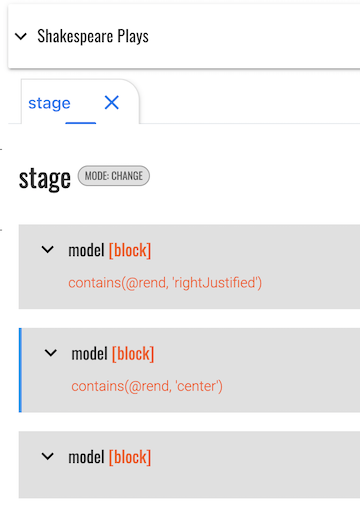 Shakespeare Plays
stage
stage MODE: CHANGE
model [block]
contains(@rend, 'rightJustified')
model [block]
contains(@rend, 'center')
model [block]